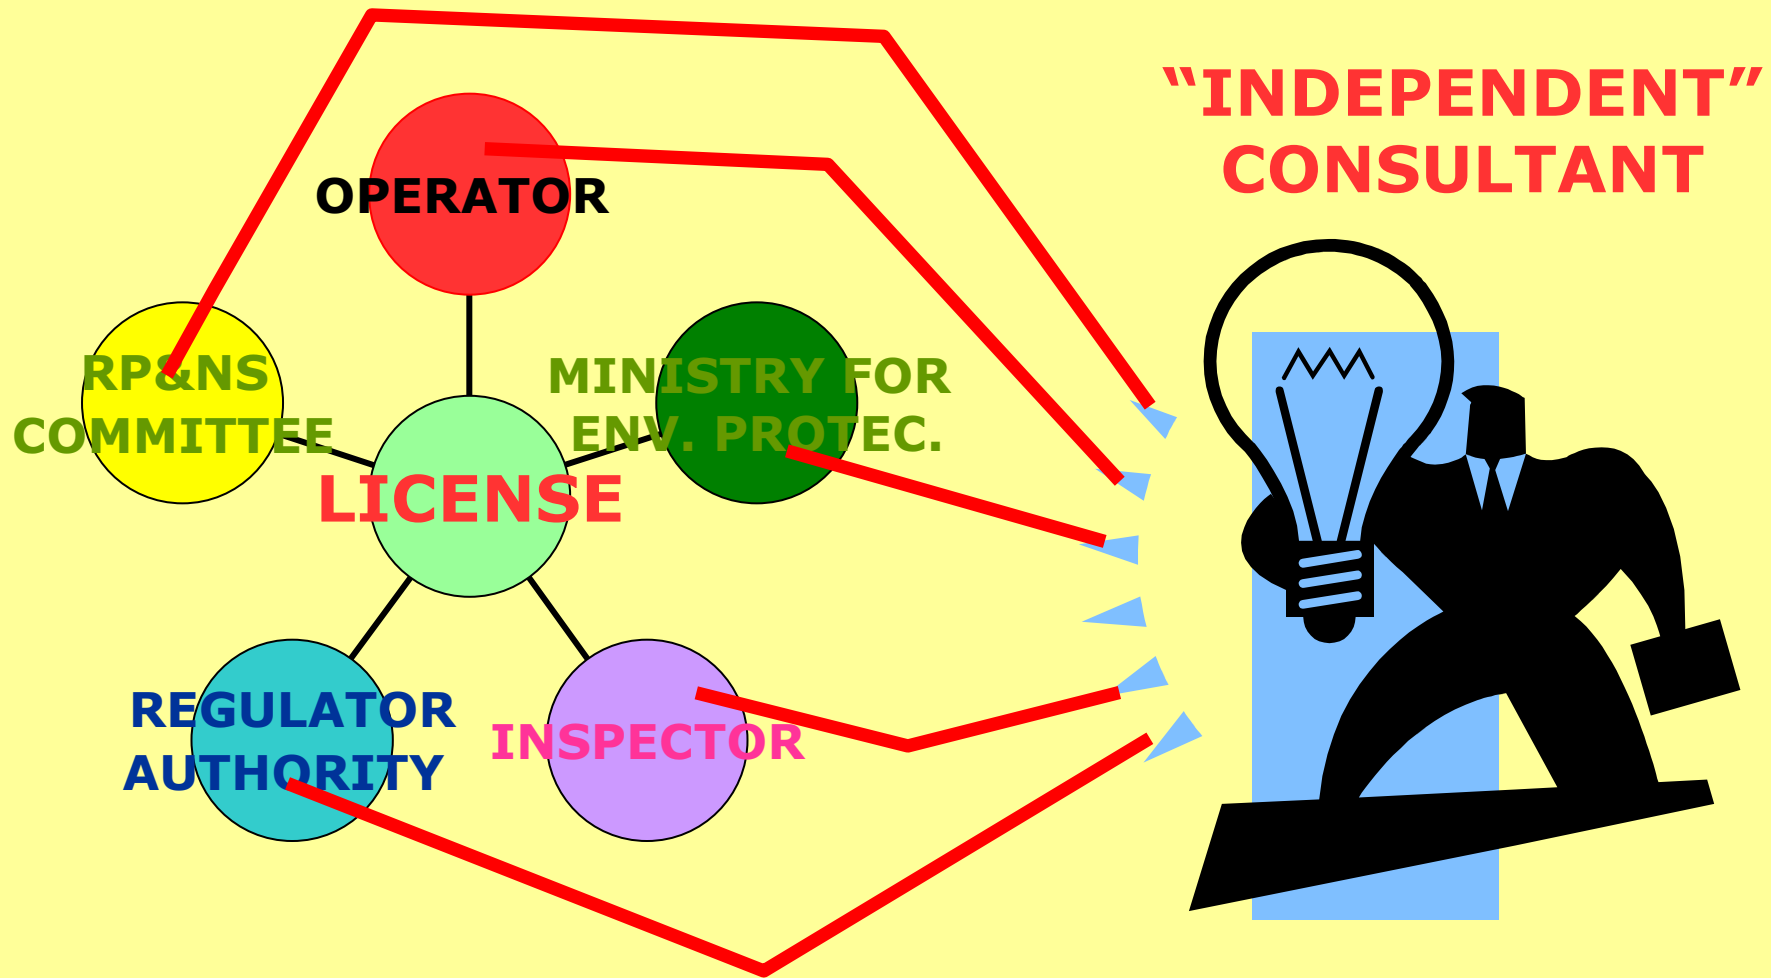 “INDEPENDENT”
CONSULTANT
OPERATOR
RP&NS
COMMITTEE
MINISTRY FOR
ENV. PROTEC.
LICENSE
REGULATOR
AUTHORITY
INSPECTOR